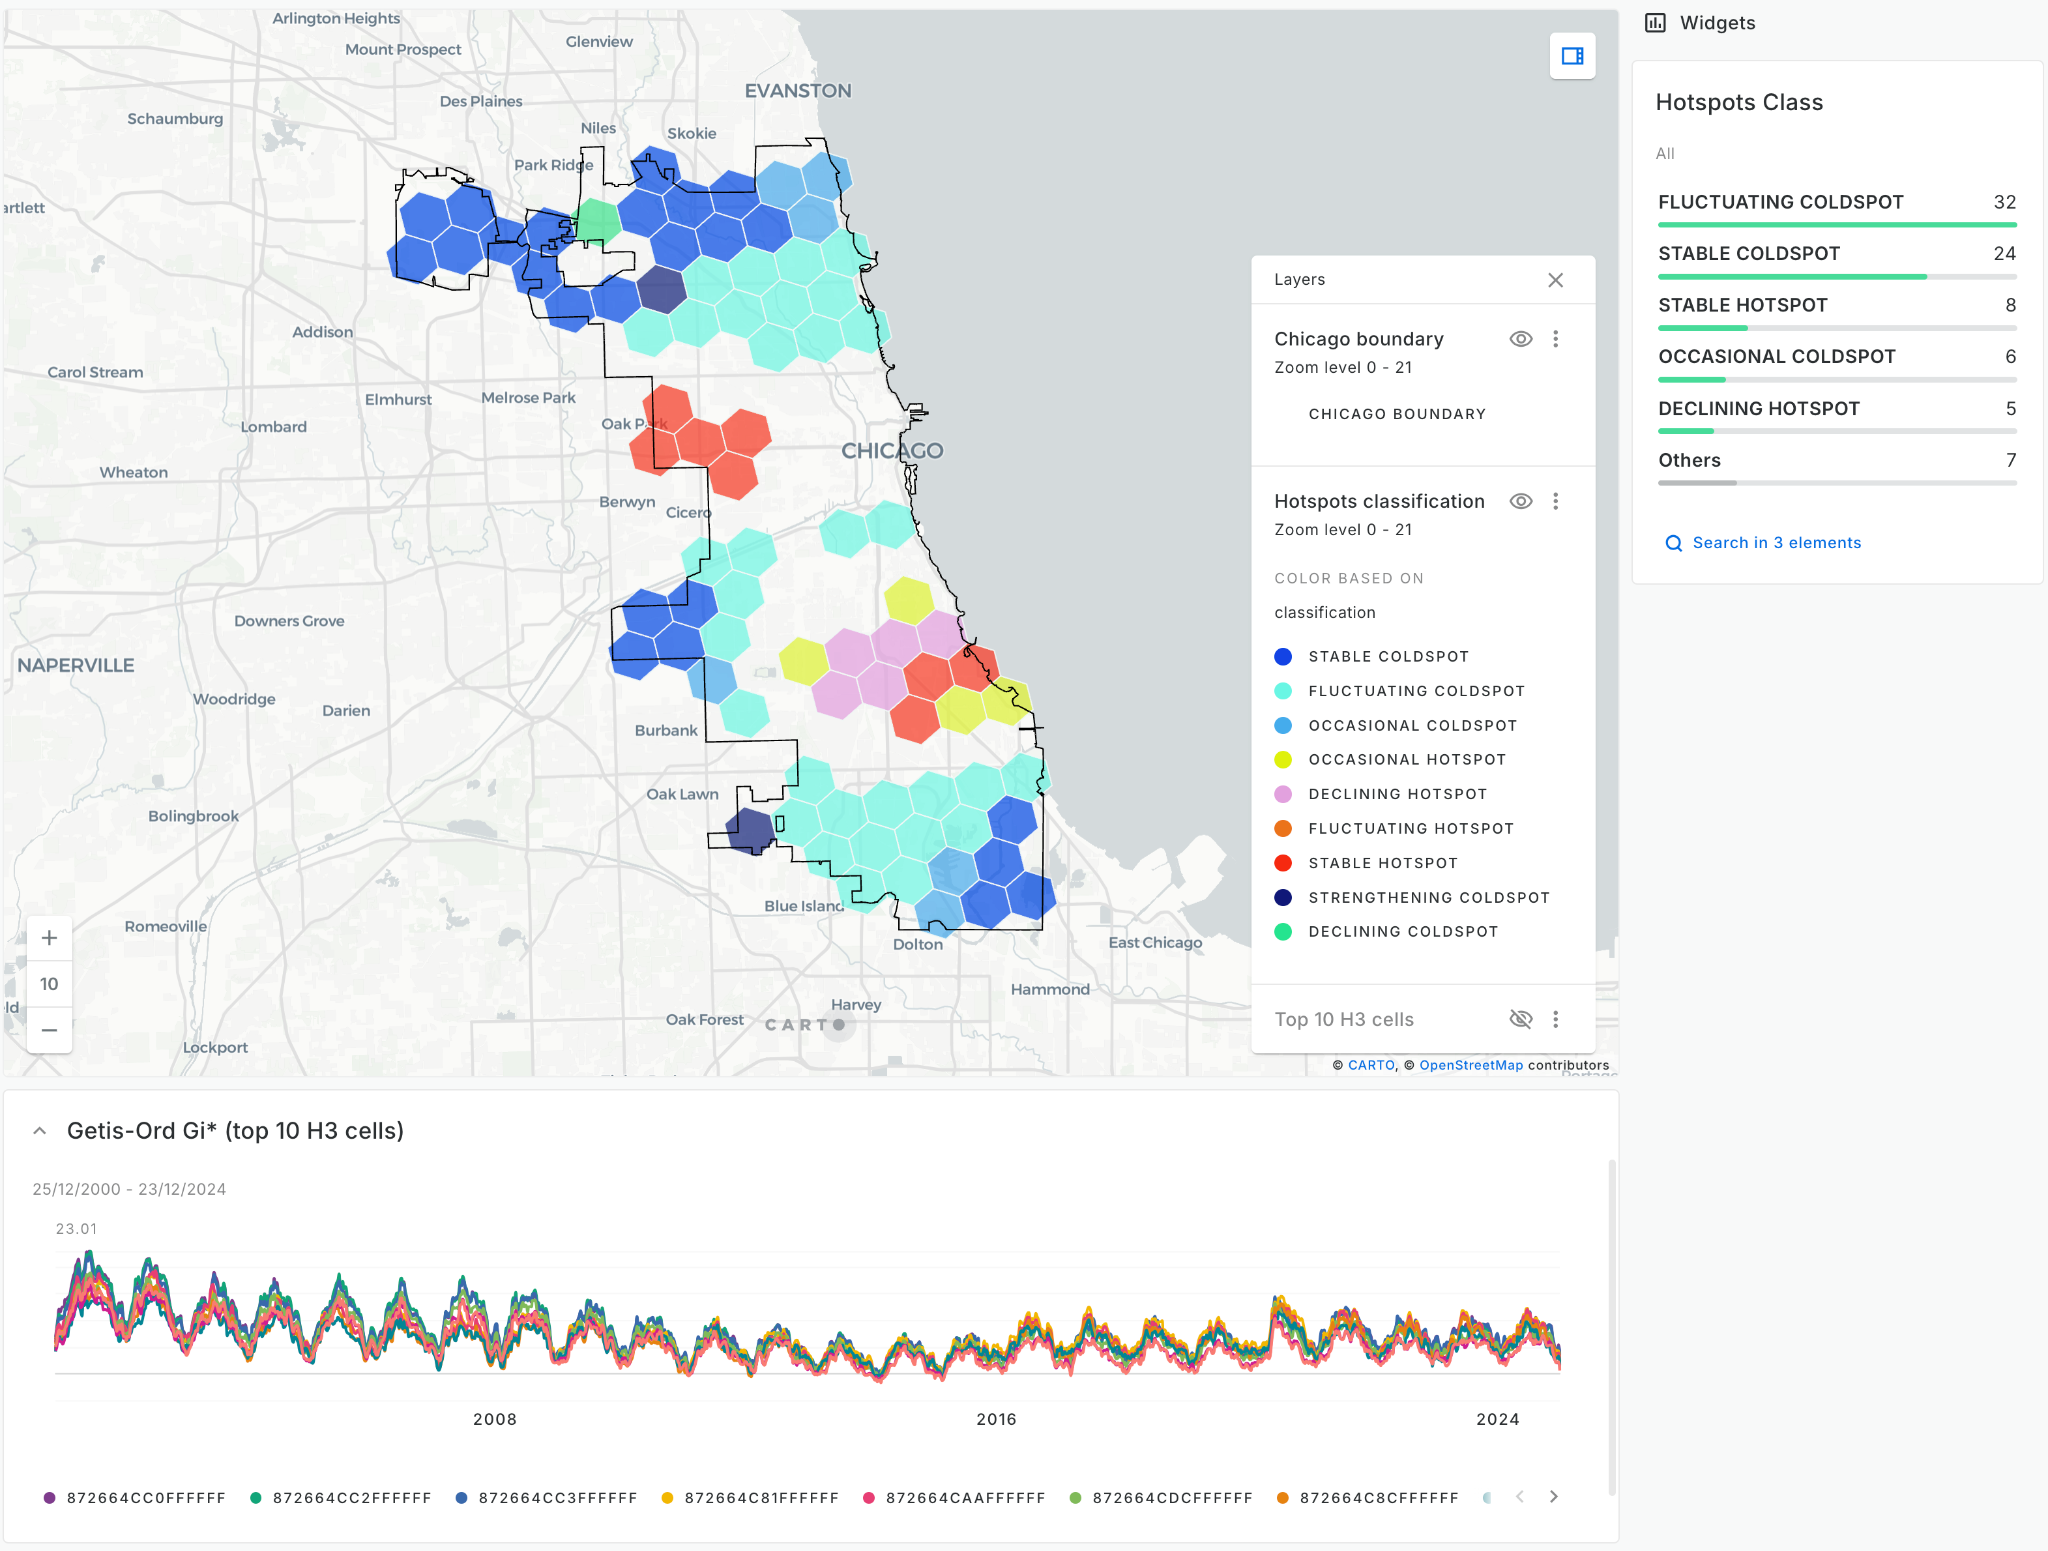 Arlington Heights
Mount Prospect
Glenview
EVANSTON
Des Plaines
Schaumburg
Niles
Skokie
Park Ridge
artlett
Addison
Carol Stream
Elmhurst
Melrose Park
Oak Park
Lombard
CHICAGO
Wheaton
Berwyn
Cicero
Downers Grove
NAPERVILLE
Woodridge
Darien
Burbank
Oak Lawn
Bolingbrook
Blue Island
Romeoville
Dolton
East Chicago
Hammond
Harvey
Oak Forest
CARTO
Lockport
ld
+
10
−
Layers
Chicago boundary
Zoom level 0 - 21
CHICAGO BOUNDARY
Hotspots classification
Zoom level 0 - 21
COLOR BASED ON
classification
STABLE COLDSPOT
FLUCTUATING COLDSPOT
OCCASIONAL COLDSPOT
OCCASIONAL HOTSPOT
DECLINING HOTSPOT
FLUCTUATING HOTSPOT
STABLE HOTSPOT
STRENGTHENING COLDSPOT
DECLINING COLDSPOT
Top 10 H3 cells
© CARTO, © OpenStreetMap contributors
Widgets
Hotspots Class
All
FLUCTUATING COLDSPOT 32
STABLE COLDSPOT 24
STABLE HOTSPOT 8
OCCASIONAL COLDSPOT 6
DECLINING HOTSPOT 5
Others 7
Search in 3 elements
Getis-Ord Gi* (top 10 H3 cells)
25/12/2000 - 23/12/2024
23.01
2008 2016 2024
872664CC0FFFFFF 872664CC2FFFFFF 872664CC3FFFFFF 872664C81FFFFFF 872664CAAFFFFFF 872664CDCFFFFFF 872664C8CFFFFFF